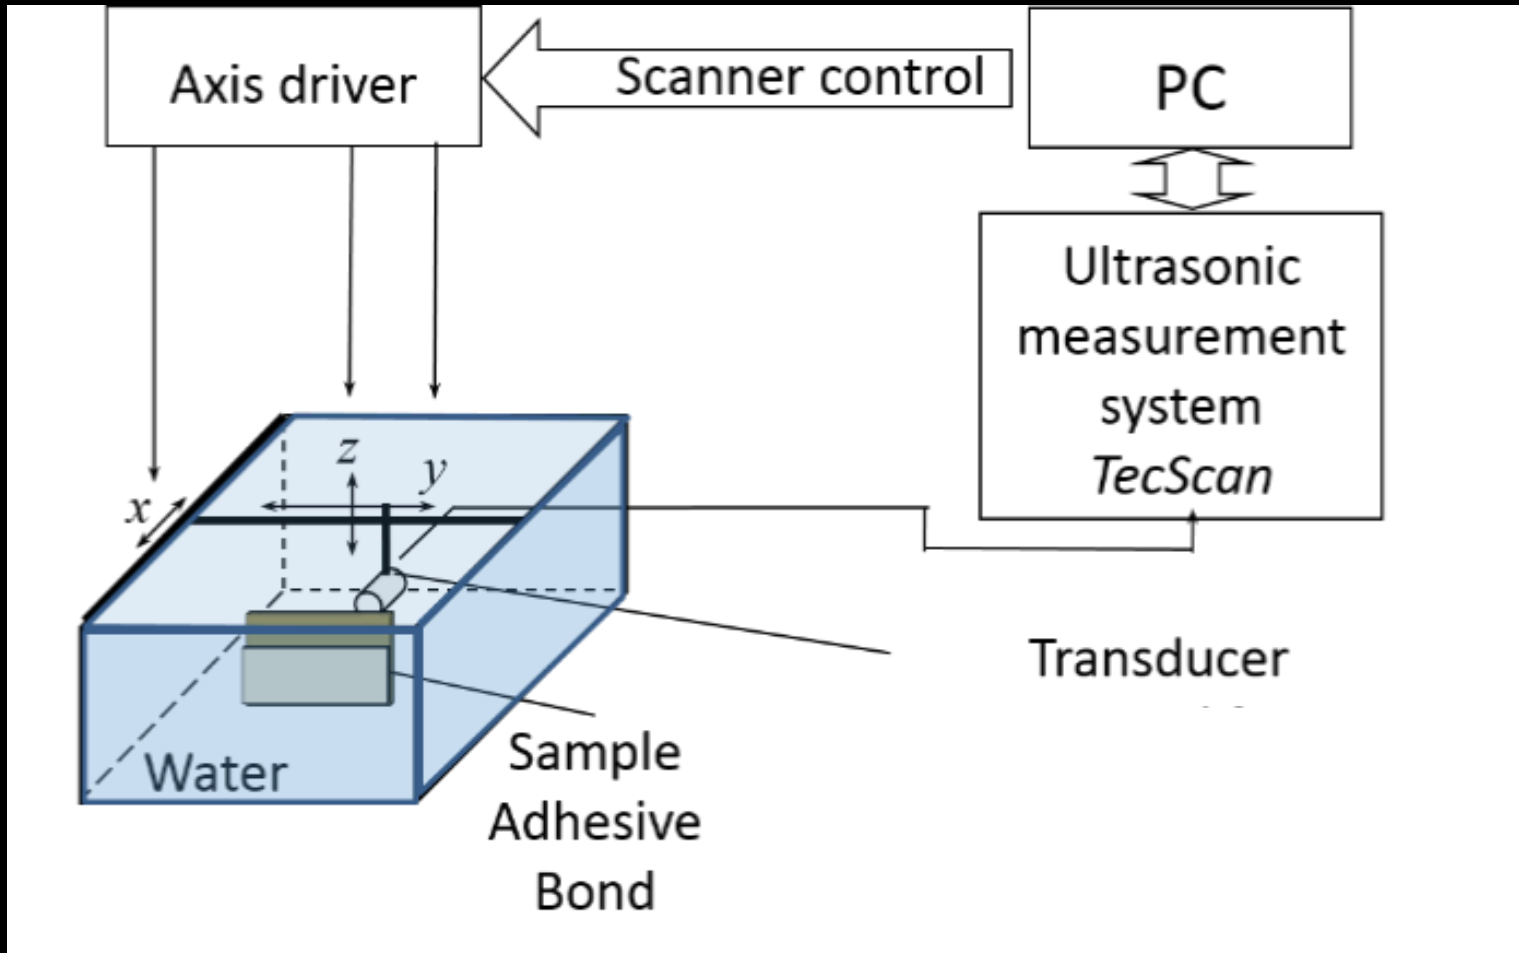 Axis driver
Scanner control
PC
Ultrasonic
measurement
system
TecScan
z
y
x
Transducer
Water
Sample
Adhesive
Bond